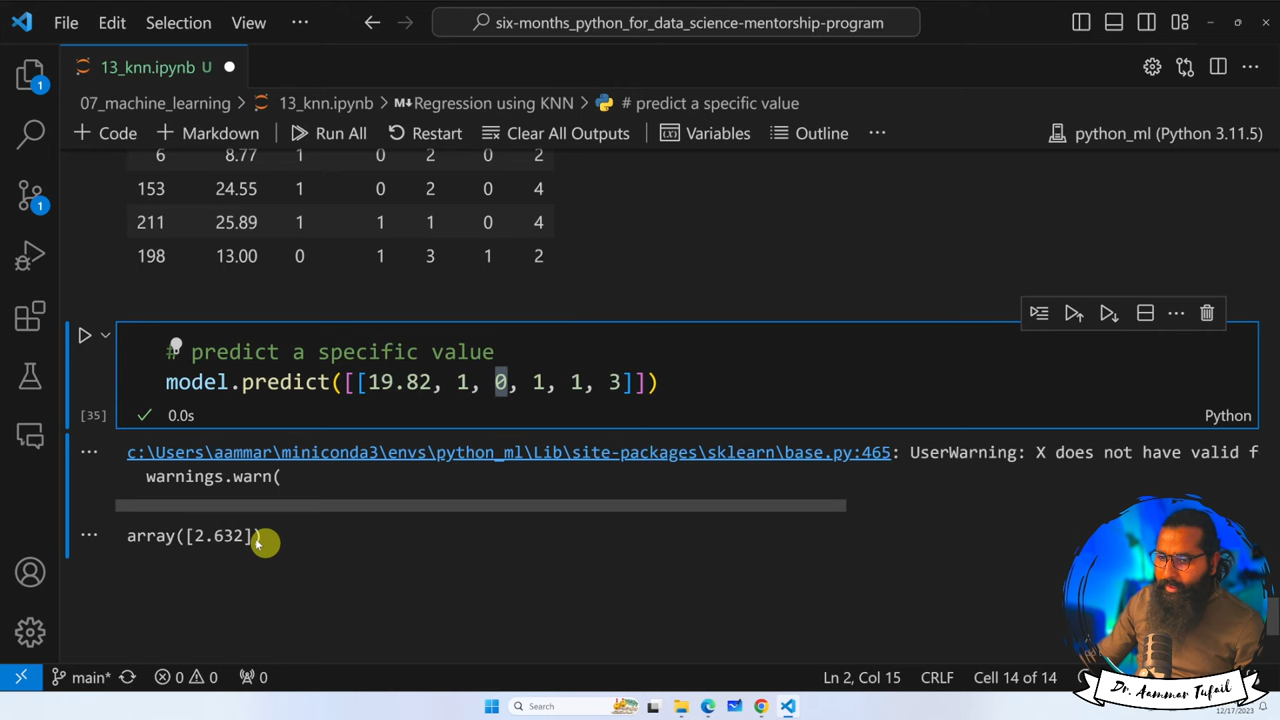 File Edit Selection View ··· six-months_python_for_data_science-mentorship-program
13_knn.ipynb U
07_machine_learning > 13_knn.ipynb > M↓Regression using KNN > # predict a specific value
+ Code + Markdown Run All Restart Clear All Outputs Variables Outline ··· python_ml (Python 3.11.5)
6 8.77 1 0 2 0 2
153 24.55 1 0 2 0 4
211 25.89 1 1 1 0 4
198 13.00 0 1 3 1 2
# predict a specific value
model.predict([[19.82, 1, 0, 1, 1, 3]])
[35] 0.0s Python
c:\Users\aammar\miniconda3\envs\python_ml\Lib\site-packages\sklearn\base.py:465: UserWarning: X does not have valid f
warnings.warn(
array([2.632])
main* 0 0 0 Ln 2, Col 15 CRLF Cell 14 of 14
Dr. Aammar Tufail
Search
12/17/2023